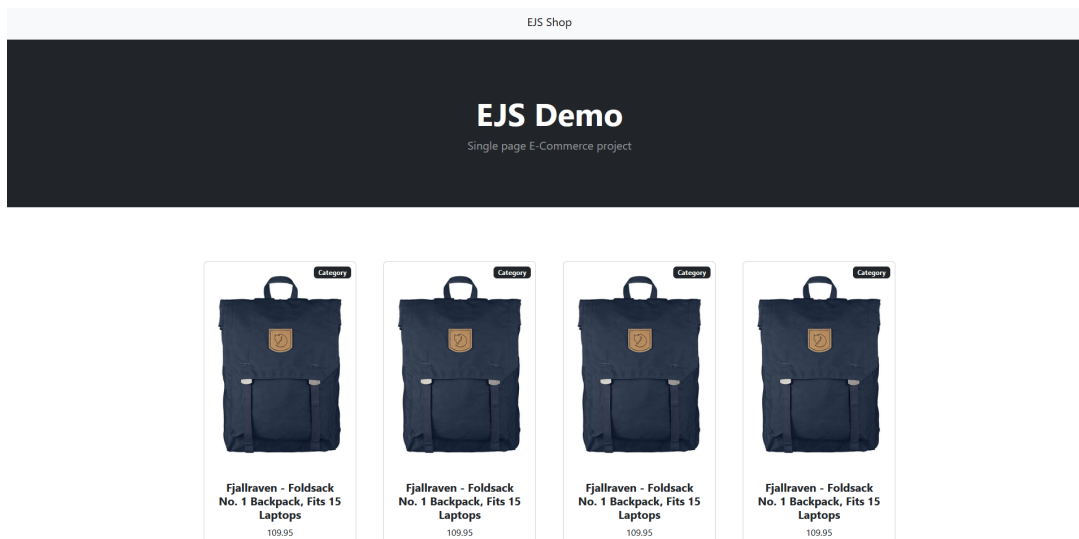 EJS Shop
EJS Demo
Single page E-Commerce project
Category
Category
Category
Category
Fjallraven - Foldsack
No. 1 Backpack, Fits 15
Laptops
109.95
Fjallraven - Foldsack
No. 1 Backpack, Fits 15
Laptops
109.95
Fjallraven - Foldsack
No. 1 Backpack, Fits 15
Laptops
109.95
Fjallraven - Foldsack
No. 1 Backpack, Fits 15
Laptops
109.95